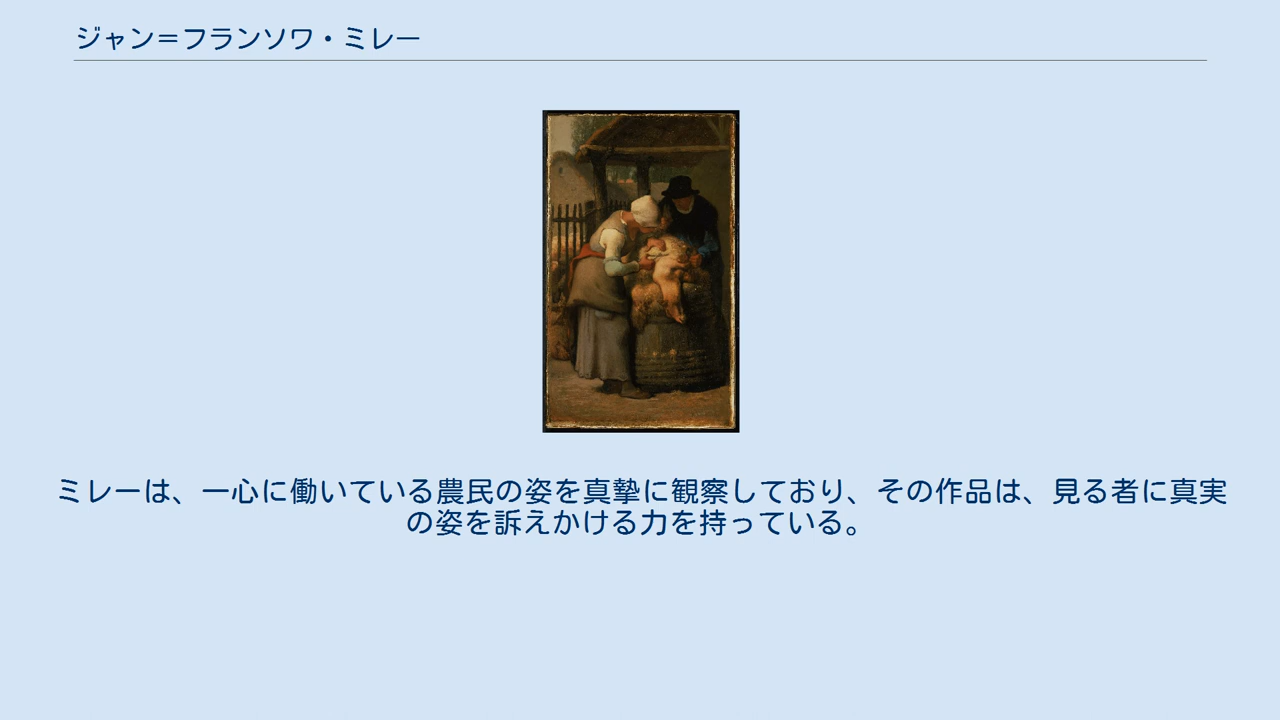 ジャン＝フランソワ・ミレー
ミレーは、一心に働いている農民の姿を真摯に観察しており、その作品は、見る者に真実
の姿を訴えかける力を持っている。